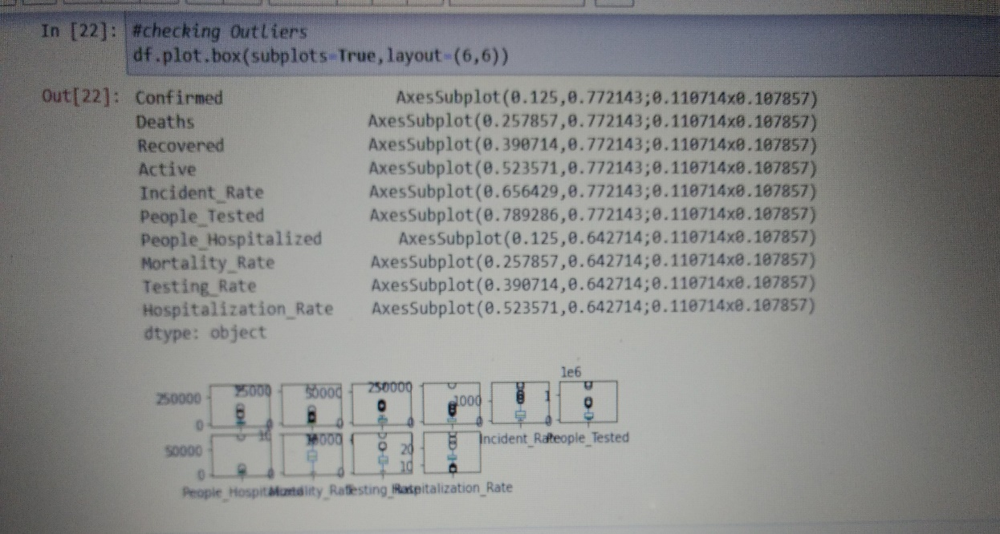 In [22]: #checking Outliers
df.plot.box(subplots=True,layout=(6,6))
Out[22]: Confirmed AxesSubplot(0.125,0.772143;0.110714x0.107857)
Deaths AxesSubplot(0.257857,0.772143;0.110714x0.107857)
Recovered AxesSubplot(0.390714,0.772143;0.110714x0.107857)
Active AxesSubplot(0.523571,0.772143;0.110714x0.107857)
Incident_Rate AxesSubplot(0.656429,0.772143;0.110714x0.107857)
People_Tested AxesSubplot(0.789286,0.772143;0.110714x0.107857)
People_Hospitalized AxesSubplot(0.125,0.642714;0.110714x0.107857)
Mortality_Rate AxesSubplot(0.257857,0.642714;0.110714x0.107857)
Testing_Rate AxesSubplot(0.390714,0.642714;0.110714x0.107857)
Hospitalization_Rate AxesSubplot(0.523571,0.642714;0.110714x0.107857)
dtype: object
1e6
250000 25000 50000 250000 1000 1
0 0 0 0 0 0
Incident_Rate People_Tested
50000 10 20
0 0 0 10
People_Hospitalized Mortality_Rate Testing_Rate Hospitalization_Rate